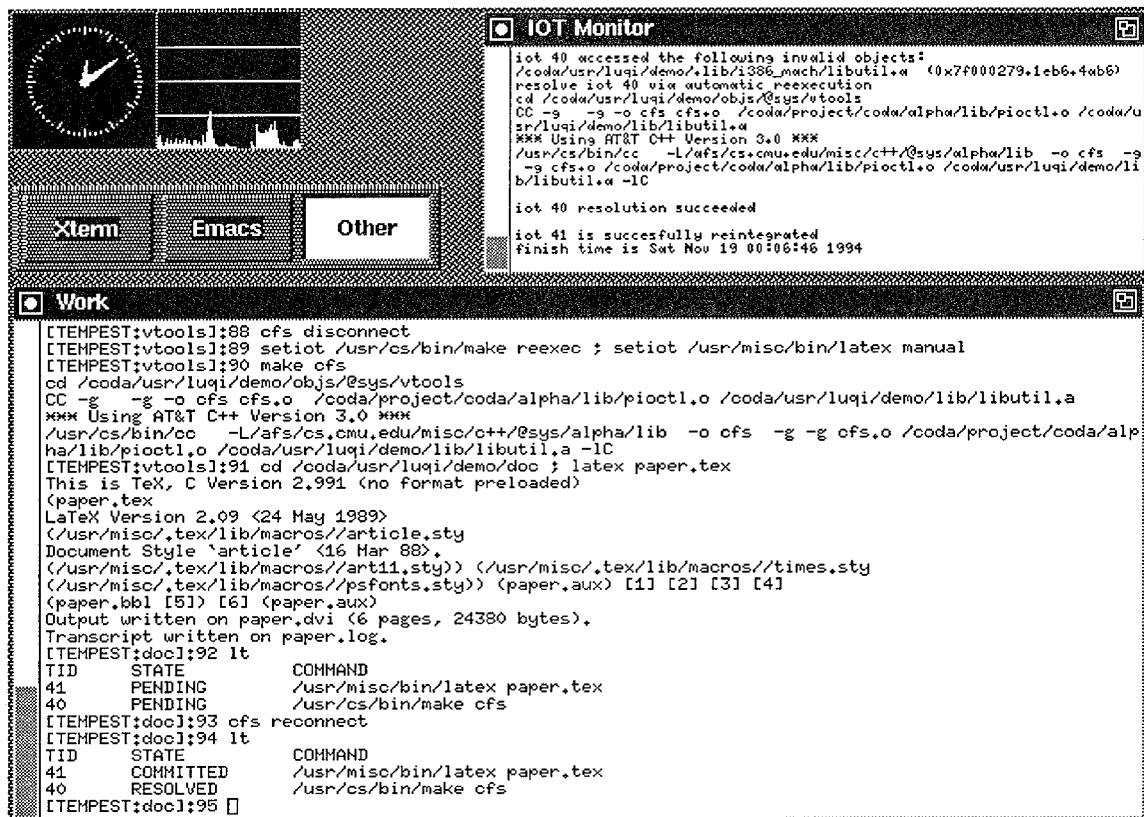 IOT Monitor
iot 40 accessed the following invalid objects:
/coda/usr/luqi/demo/.lib/i386_mach/libutil.a  (0x7f000279.1eb6.4ab6)
resolve iot 40 via automatic reexecution
cd /coda/usr/luqi/demo/objs/@sys/vtools
CC -g   -g -o cfs cfs.o  /coda/project/coda/alpha/lib/pioctl.o /coda/u
sr/luqi/demo/lib/libutil.a
*** Using AT&T C++ Version 3.0 ***
/usr/cs/bin/cc   -L/afs/cs.cmu.edu/misc/c++/@sys/alpha/lib  -o cfs  -g
 -g cfs.o /coda/project/coda/alpha/lib/pioctl.o /coda/usr/luqi/demo/li
b/libutil.a -lC
iot 40 resolution succeeded
iot 41 is succesfully reintegrated
finish time is Sat Nov 19 00:06:46 1994
Xterm
Emacs
Other
Work
[TEMPEST:vtools]:88 cfs disconnect
[TEMPEST:vtools]:89 setiot /usr/cs/bin/make reexec ; setiot /usr/misc/bin/latex manual
[TEMPEST:vtools]:90 make cfs
cd /coda/usr/luqi/demo/objs/@sys/vtools
CC -g   -g -o cfs cfs.o  /coda/project/coda/alpha/lib/pioctl.o /coda/usr/luqi/demo/lib/libutil.a
*** Using AT&T C++ Version 3.0 ***
/usr/cs/bin/cc   -L/afs/cs.cmu.edu/misc/c++/@sys/alpha/lib  -o cfs  -g -g cfs.o /coda/project/coda/alp
ha/lib/pioctl.o /coda/usr/luqi/demo/lib/libutil.a -lC
[TEMPEST:vtools]:91 cd /coda/usr/luqi/demo/doc ; latex paper.tex
This is TeX, C Version 2.991 (no format preloaded)
(paper.tex
LaTeX Version 2.09 <24 May 1989>
(/usr/misc/.tex/lib/macros//article.sty
Document Style `article' <16 Mar 88>.
(/usr/misc/.tex/lib/macros//art11.sty)) (/usr/misc/.tex/lib/macros//times.sty
(/usr/misc/.tex/lib/macros//psfonts.sty)) (paper.aux) [1] [2] [3] [4]
(paper.bbl [5]) [6] (paper.aux)
Output written on paper.dvi (6 pages, 24380 bytes).
Transcript written on paper.log.
[TEMPEST:doc]:92 lt
TID     STATE           COMMAND
41      PENDING         /usr/misc/bin/latex paper.tex
40      PENDING         /usr/cs/bin/make cfs
[TEMPEST:doc]:93 cfs reconnect
[TEMPEST:doc]:94 lt
TID     STATE           COMMAND
41      COMMITTED       /usr/misc/bin/latex paper.tex
40      RESOLVED        /usr/cs/bin/make cfs
[TEMPEST:doc]:95